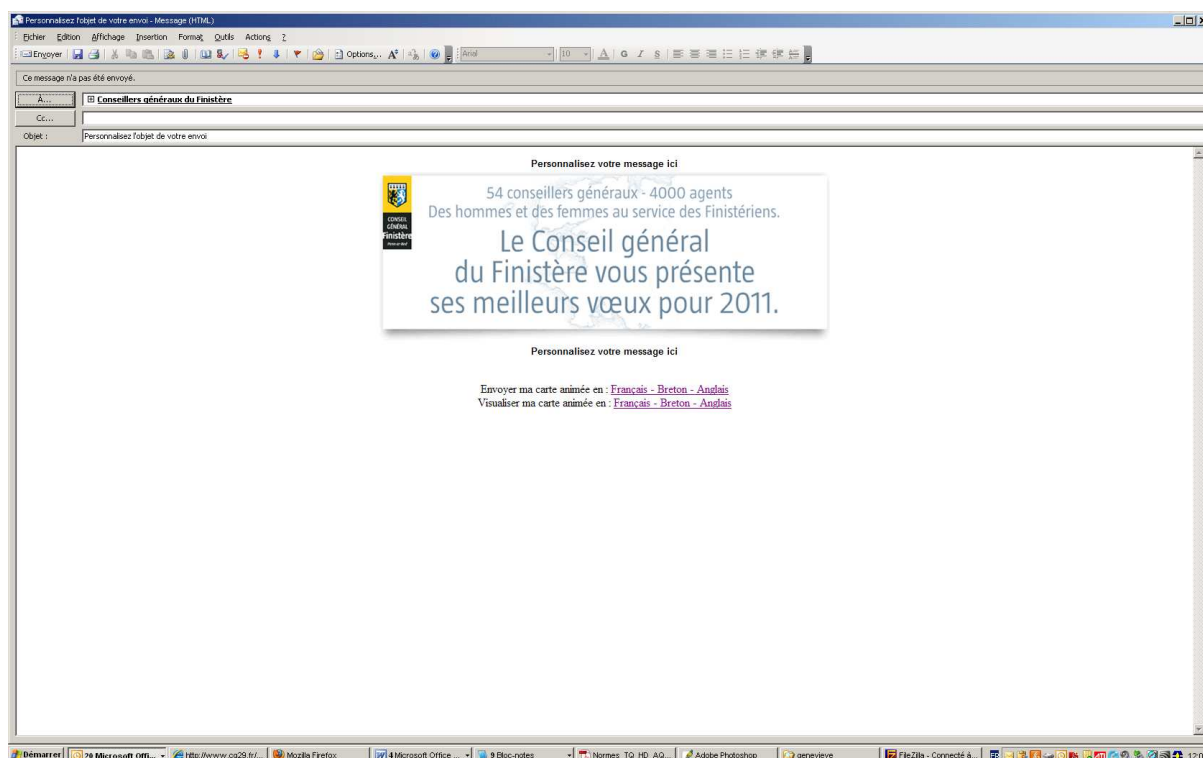 Personnalisez l'objet de votre envoi - Message (HTML)
Fichier Edition Affichage Insertion Format Outils Actions ?
Envoyer Options... Arial 10 A G I S
Ce message n'a pas été envoyé.
À... Conseillers généraux du Finistère
Cc...
Objet : Personnalisez l'objet de votre envoi
Personnalisez votre message ici
CONSEIL
GÉNÉRAL
Finistère
54 conseillers généraux - 4000 agents
Des hommes et des femmes au service des Finistériens.
Le Conseil général
du Finistère vous présente
ses meilleurs vœux pour 2011.
Personnalisez votre message ici
Envoyer ma carte animée en : Français - Breton - Anglais
Visualiser ma carte animée en : Français - Breton - Anglais
Démarrer 20 Microsoft Offi... http://www.cg29.fr/... Mozilla Firefox 4 Microsoft Office ... 9 Bloc-notes Normes_TQ_HD_AQ... Adobe Photoshop genevieve FileZilla - Connecté à... 12:0